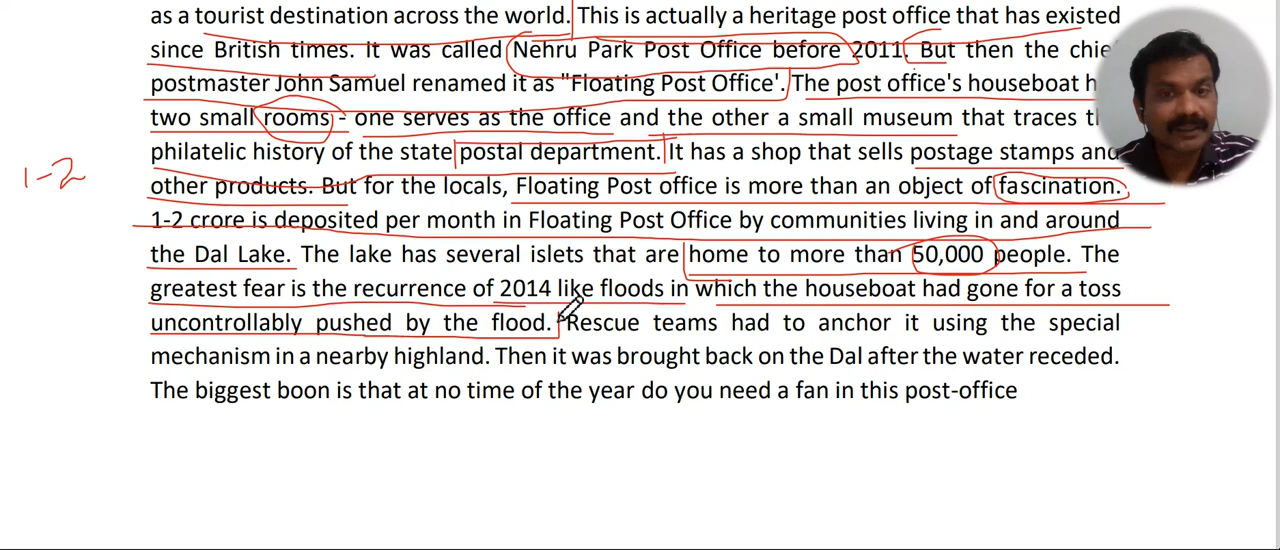 as a tourist destination across the world. This is actually a heritage post office that has existed
since British times. It was called Nehru Park Post Office before 2011. But then the chief
postmaster John Samuel renamed it as "Floating Post Office'. The post office's houseboat h
two small rooms - one serves as the office and the other a small museum that traces th
philatelic history of the state postal department. It has a shop that sells postage stamps and
other products. But for the locals, Floating Post office is more than an object of fascination.
1-2
1-2 crore is deposited per month in Floating Post Office by communities living in and around
the Dal Lake. The lake has several islets that are home to more than 50,000 people. The
greatest fear is the recurrence of 2014 like floods in which the houseboat had gone for a toss
uncontrollably pushed by the flood. Rescue teams had to anchor it using the special
mechanism in a nearby highland. Then it was brought back on the Dal after the water receded.
The biggest boon is that at no time of the year do you need a fan in this post-office